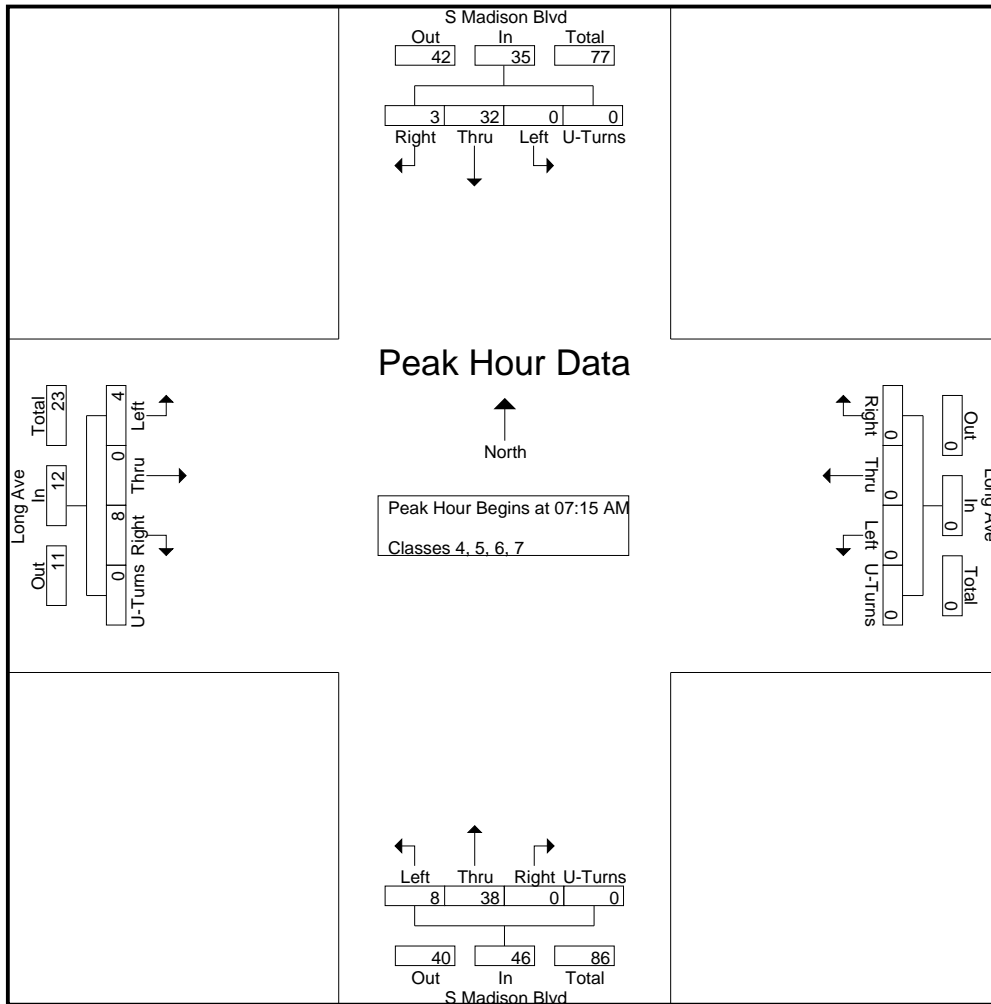 S Madison Blvd
Out In Total
42 35 77
3 32 0 0
Right Thru Left U-Turns
Peak Hour Data
North
Peak Hour Begins at 07:15 AM
Classes 4, 5, 6, 7
Long Ave
Total In Out
23 12 11
4 0 8 0
Left Thru Right U-Turns
Right Thru Left U-Turns
0 0 0 0
Out In Total
0 0 0
Long Ave
Left Thru Right U-Turns
8 38 0 0
40 46 86
Out In Total
S Madison Blvd